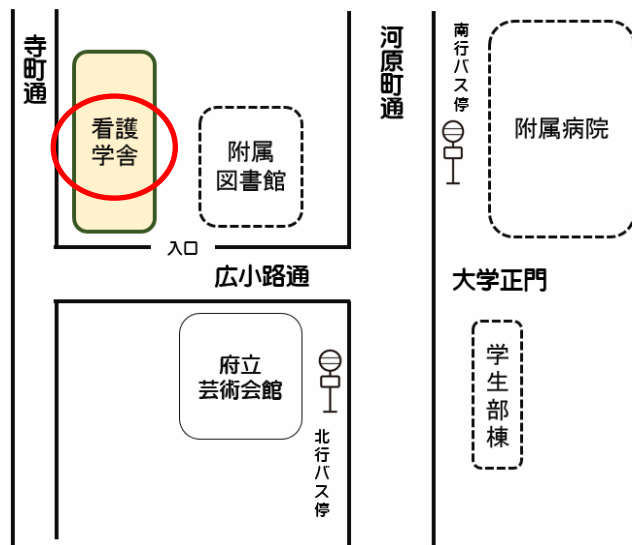 寺町通
看護
学舎
附属
図書館
河原町通
南行バス停
附属病院
入口
広小路通
大学正門
府立
芸術会館
北行バス停
学生部棟